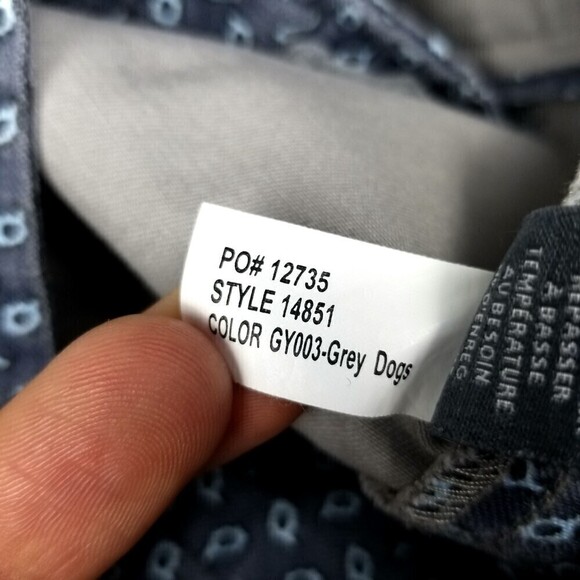 PO# 12735
STYLE 14851
COLOR GY003-Grey Dogs
REPASSER
À BASSE
TEMPÉRATURE
AU BESOIN